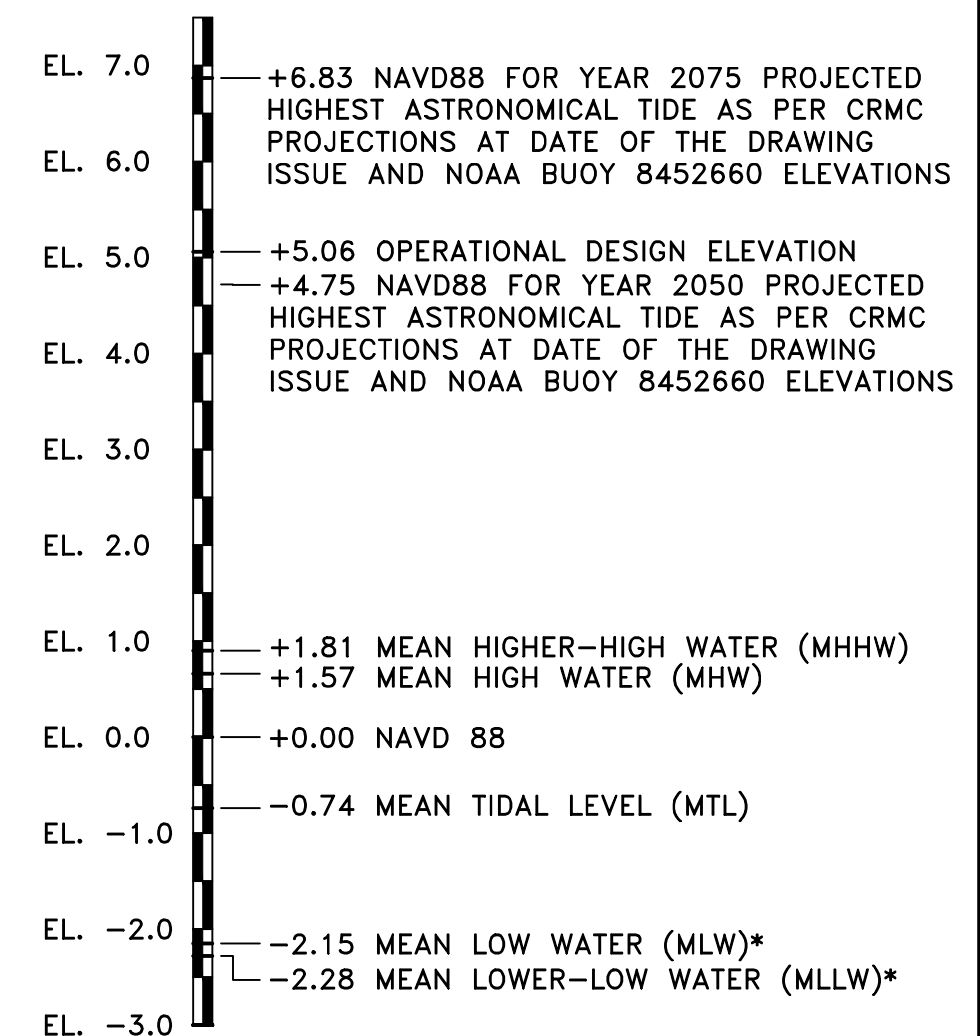 EL. 7.0
+6.83 NAVD88 FOR YEAR 2075 PROJECTED
HIGHEST ASTRONOMICAL TIDE AS PER CRMC
PROJECTIONS AT DATE OF THE DRAWING
EL. 6.0
ISSUE AND NOAA BUOY 8452660 ELEVATIONS
EL. 5.0
+5.06 OPERATIONAL DESIGN ELEVATION
+4.75 NAVD88 FOR YEAR 2050 PROJECTED
HIGHEST ASTRONOMICAL TIDE AS PER CRMC
EL. 4.0
PROJECTIONS AT DATE OF THE DRAWING
ISSUE AND NOAA BUOY 8452660 ELEVATIONS
EL. 3.0
EL. 2.0
EL. 1.0
+1.81 MEAN HIGHER-HIGH WATER (MHHW)
+1.57 MEAN HIGH WATER (MHW)
EL. 0.0
+0.00 NAVD 88
-0.74 MEAN TIDAL LEVEL (MTL)
EL. -1.0
EL. -2.0
-2.15 MEAN LOW WATER (MLW)*
-2.28 MEAN LOWER-LOW WATER (MLLW)*
EL. -3.0